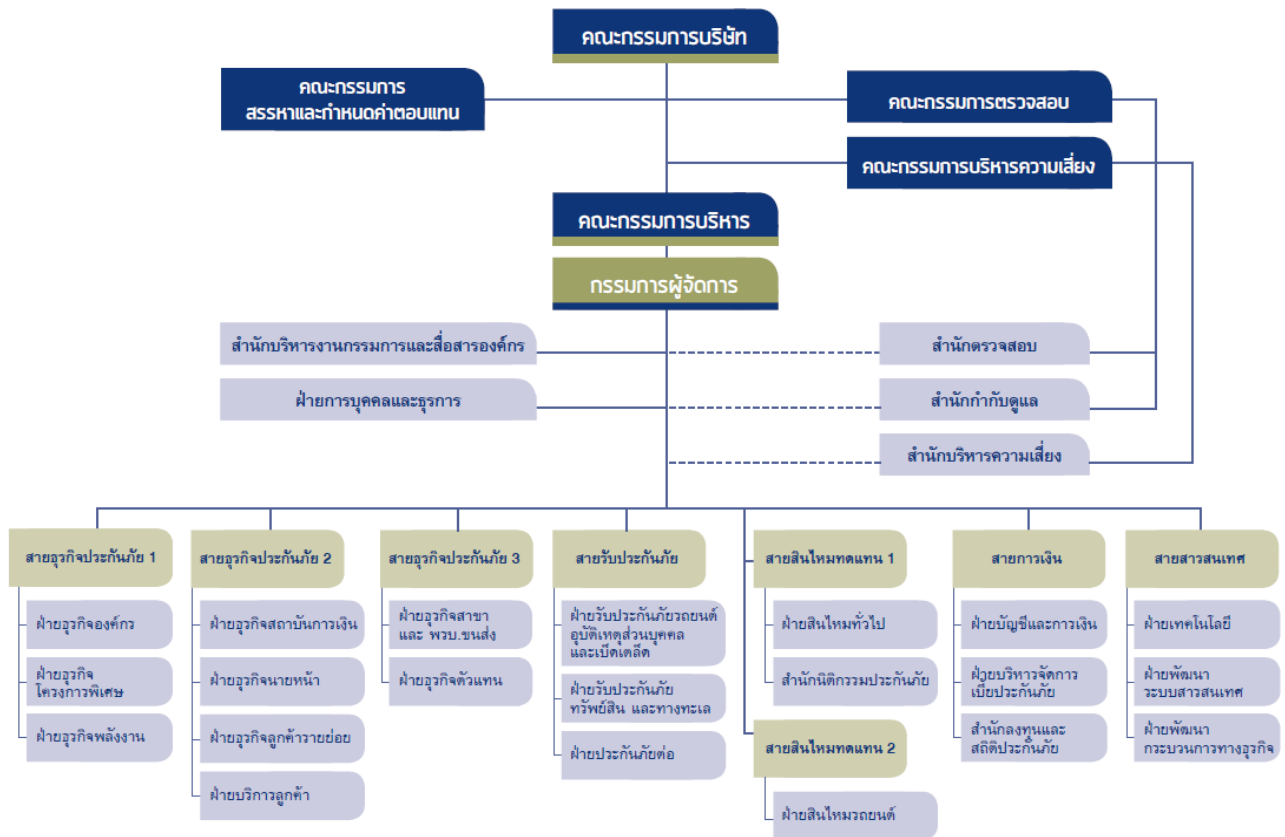 คณะกรรมการบริษัท
คณะกรรมการ
สรรหาและกำหนดค่าตอบแทน
คณะกรรมการตรวจสอบ
คณะกรรมการบริหารความเสี่ยง
คณะกรรมการบริหาร
กรรมการผู้จัดการ
สำนักบริหารงานกรรมการและสื่อสารองค์กร
สำนักตรวจสอบ
ฝ่ายการบุคคลและธุรการ
สำนักกำกับดูแล
สำนักบริหารความเสี่ยง
สายธุรกิจประกันภัย 1
ฝ่ายธุรกิจองค์กร
ฝ่ายธุรกิจ
โครงการพิเศษ
ฝ่ายธุรกิจพลังงาน
สายธุรกิจประกันภัย 2
ฝ่ายธุรกิจสถาบันการเงิน
ฝ่ายธุรกิจนายหน้า
ฝ่ายธุรกิจลูกค้ารายย่อย
ฝ่ายบริการลูกค้า
สายธุรกิจประกันภัย 3
ฝ่ายธุรกิจสาขา
และ พรบ.ขนส่ง
ฝ่ายธุรกิจตัวแทน
สายรับประกันภัย
ฝ่ายรับประกันภัยรถยนต์
อุบัติเหตุส่วนบุคคล
และเบ็ดเตล็ด
ฝ่ายรับประกันภัย
ทรัพย์สิน และทางทะเล
ฝ่ายประกันภัยต่อ
สายสินไหมทดแทน 1
ฝ่ายสินไหมทั่วไป
สำนักนิติกรรมประกันภัย
สายสินไหมทดแทน 2
ฝ่ายสินไหมรถยนต์
สายการเงิน
ฝ่ายบัญชีและการเงิน
ฝ่ายบริหารจัดการ
เบี้ยประกันภัย
สำนักลงทุนและ
สถิติประกันภัย
สายสารสนเทศ
ฝ่ายเทคโนโลยี
ฝ่ายพัฒนา
ระบบสารสนเทศ
ฝ่ายพัฒนา
กระบวนการทางธุรกิจ